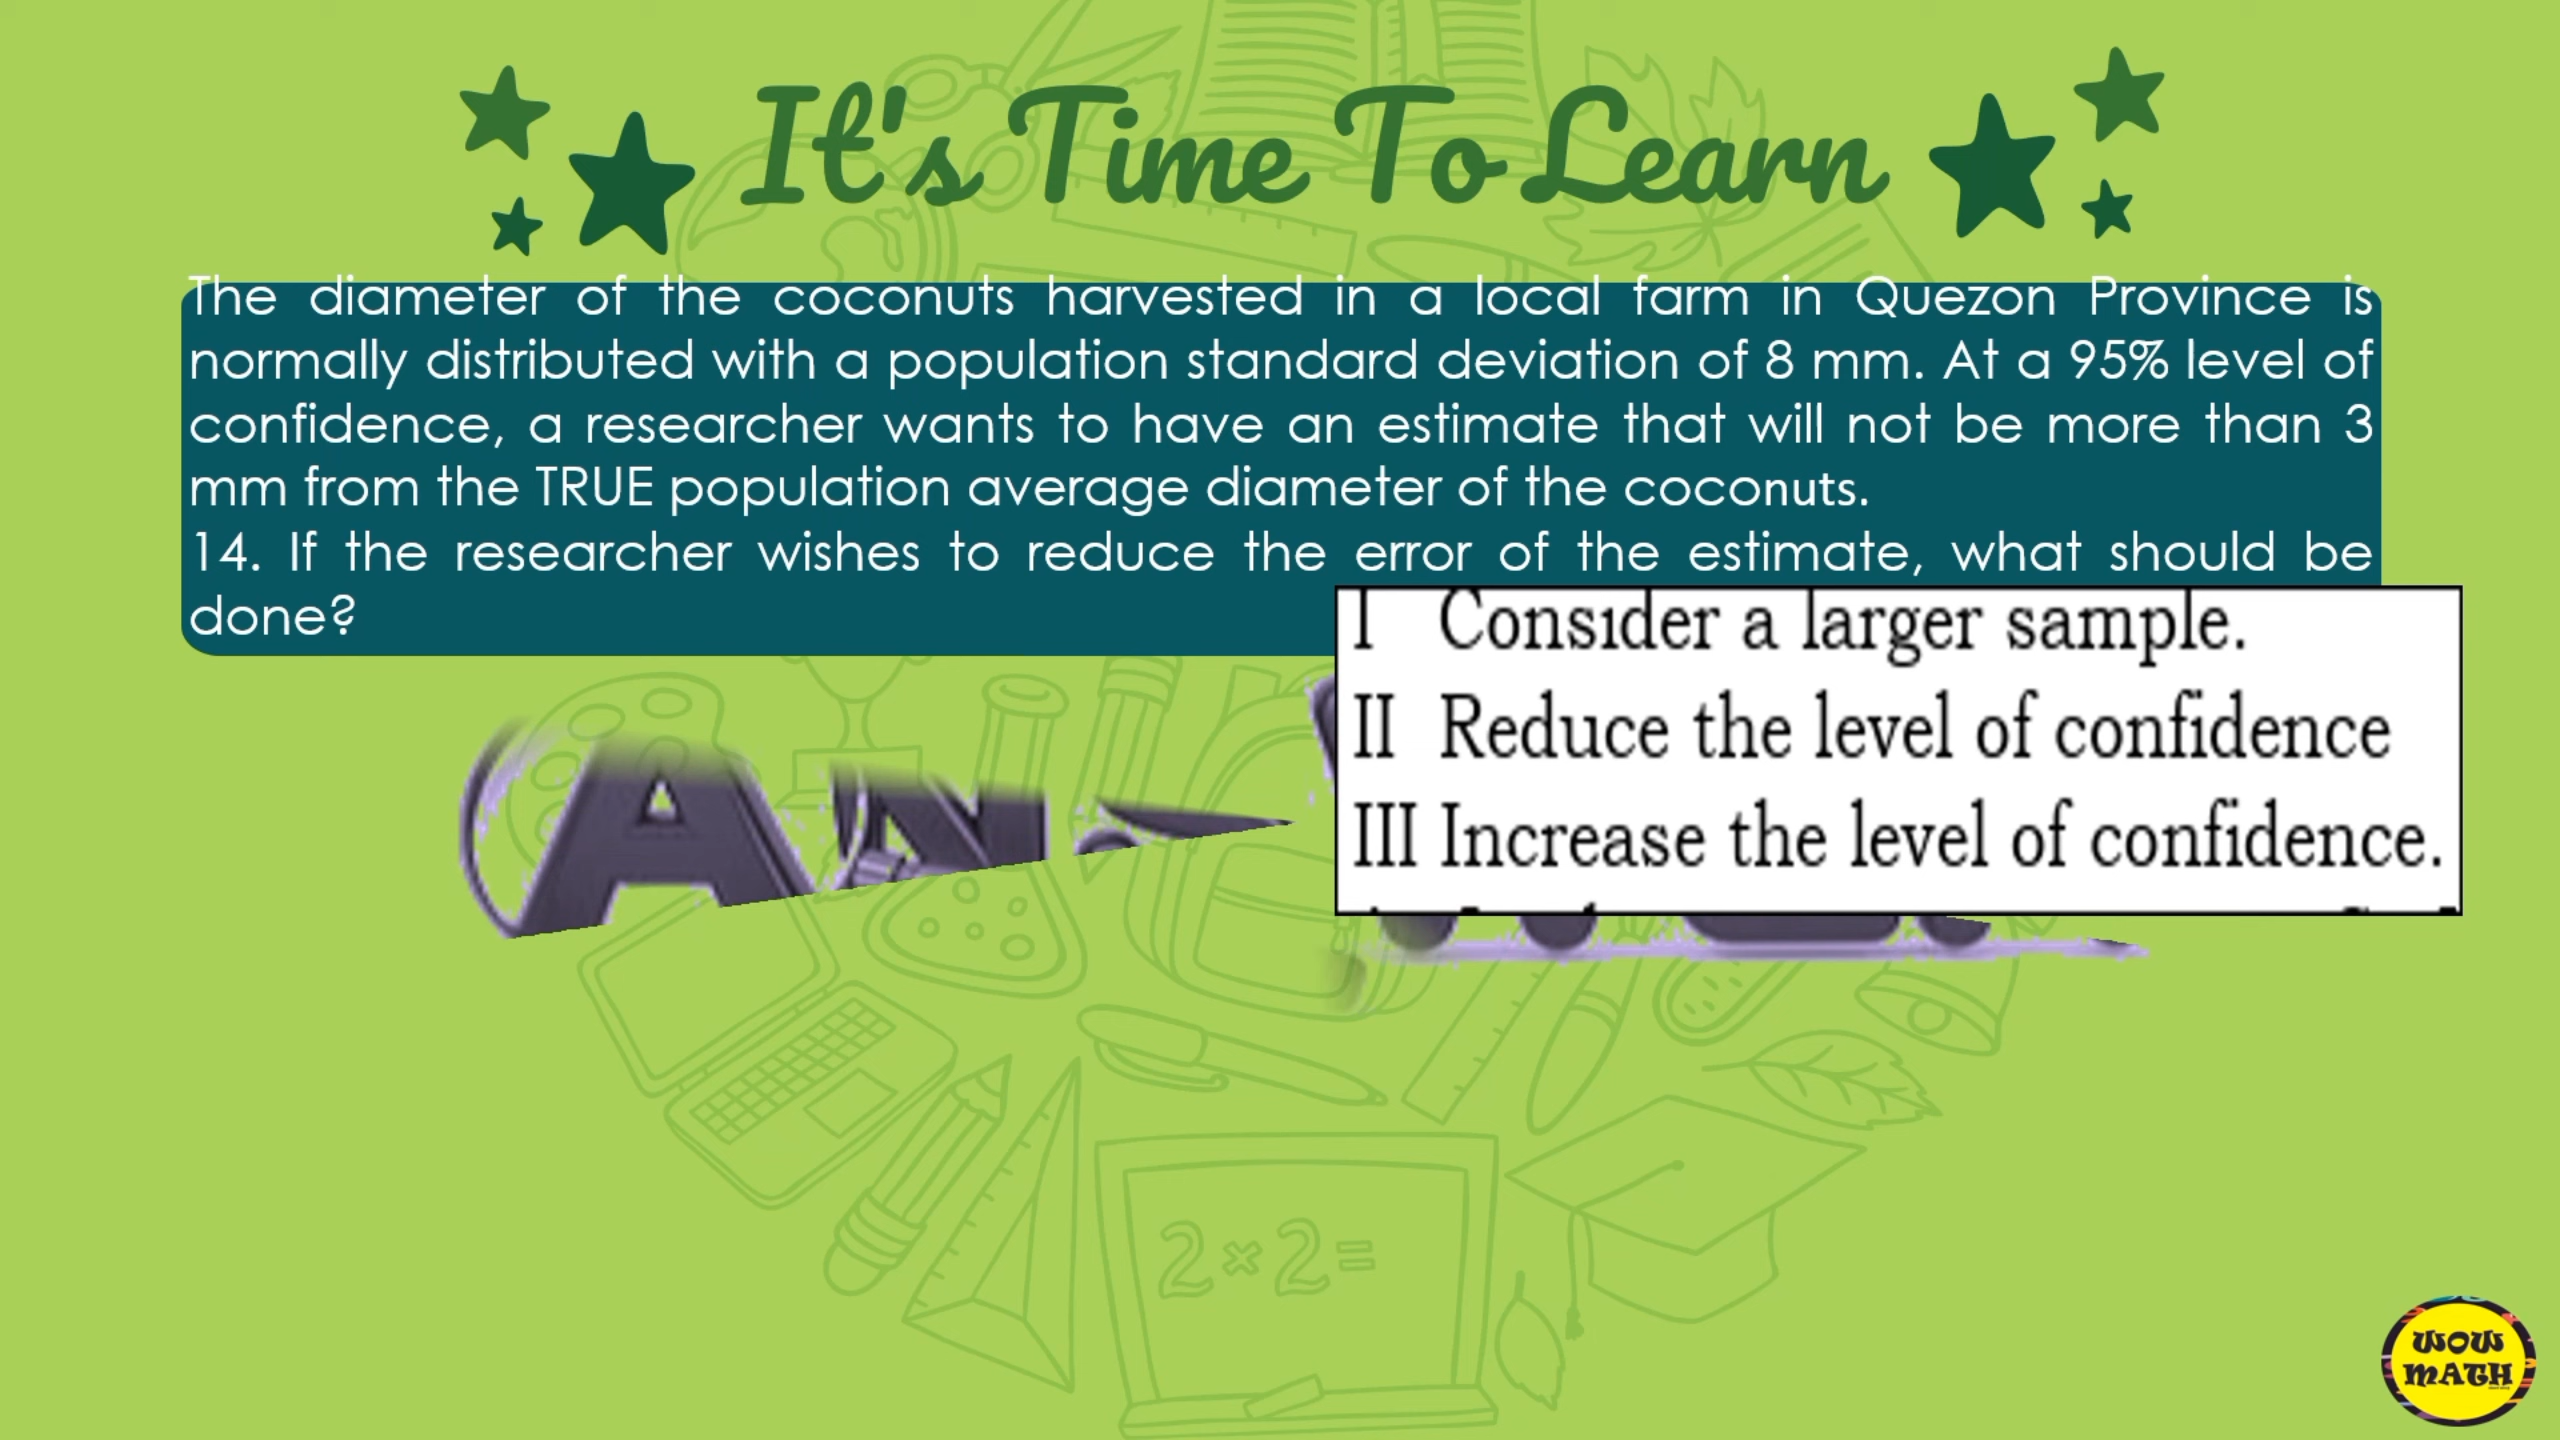 It's Time To Learn
The diameter of the coconuts harvested in a local farm in Quezon Province is
normally distributed with a population standard deviation of 8 mm. At a 95% level of
confidence, a researcher wants to have an estimate that will not be more than 3
mm from the TRUE population average diameter of the coconuts.
14. If the researcher wishes to reduce the error of the estimate, what should be
done?
I Consider a larger sample.
II Reduce the level of confidence
III Increase the level of confidence.
2×2=
WOW
MATH